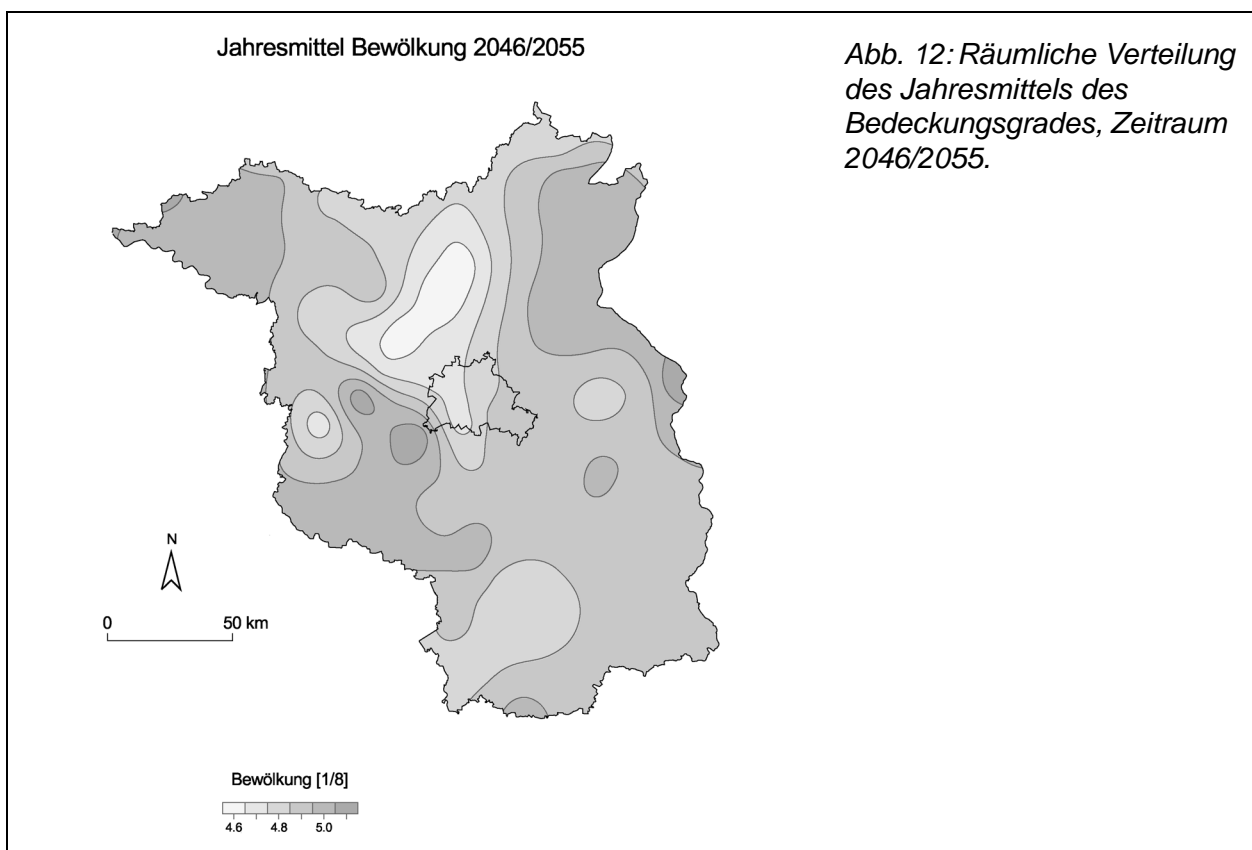 Jahresmittel Bewölkung 2046/2055
Abb. 12: Räumliche Verteilung
des Jahresmittels des
Bedeckungsgrades, Zeitraum
2046/2055.
N
0 50 km
Bewölkung [1/8]
4.6 4.8 5.0